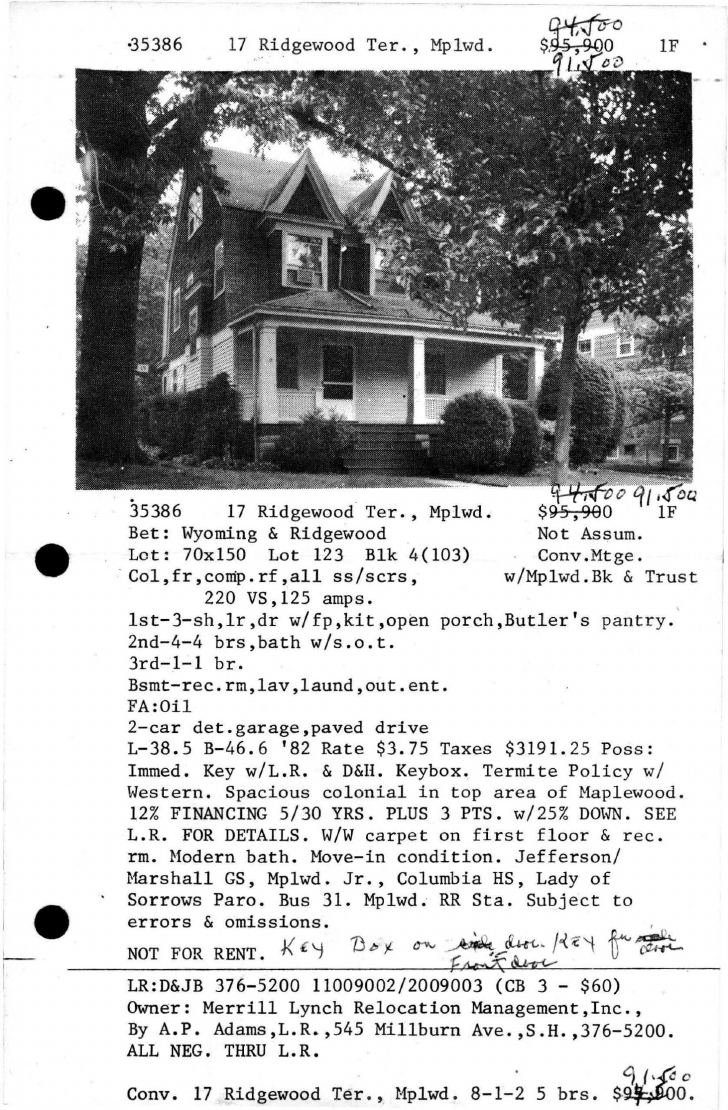 94,500
35386 17 Ridgewood Ter., Mplwd. $95,900 1F
91,500
94,500 91,500
35386 17 Ridgewood Ter., Mplwd. $95,900 1F
Bet: Wyoming & Ridgewood Not Assum.
Lot: 70x150 Lot 123 Blk 4(103) Conv.Mtge.
Col,fr,comp.rf,all ss/scrs, w/Mplwd.Bk & Trust
220 VS,125 amps.
1st-3-sh,lr,dr w/fp,kit,open porch,Butler's pantry.
2nd-4-4 brs,bath w/s.o.t.
3rd-1-1 br.
Bsmt-rec.rm,lav,laund,out.ent.
FA:Oil
2-car det.garage,paved drive
L-38.5 B-46.6 '82 Rate $3.75 Taxes $3191.25 Poss:
Immed. Key w/L.R. & D&H. Keybox. Termite Policy w/
Western. Spacious colonial in top area of Maplewood.
12% FINANCING 5/30 YRS. PLUS 3 PTS. w/25% DOWN. SEE
L.R. FOR DETAILS. W/W carpet on first floor & rec.
rm. Modern bath. Move-in condition. Jefferson/
Marshall GS, Mplwd. Jr., Columbia HS, Lady of
Sorrows Paro. Bus 31. Mplwd. RR Sta. Subject to
errors & omissions.
NOT FOR RENT. Key Box on side door. Key for door
Front door
LR:D&JB 376-5200 11009002/2009003 (CB 3 - $60)
Owner: Merrill Lynch Relocation Management,Inc.,
By A.P. Adams,L.R.,545 Millburn Ave.,S.H.,376-5200.
ALL NEG. THRU L.R.
91,500
Conv. 17 Ridgewood Ter., Mplwd. 8-1-2 5 brs.